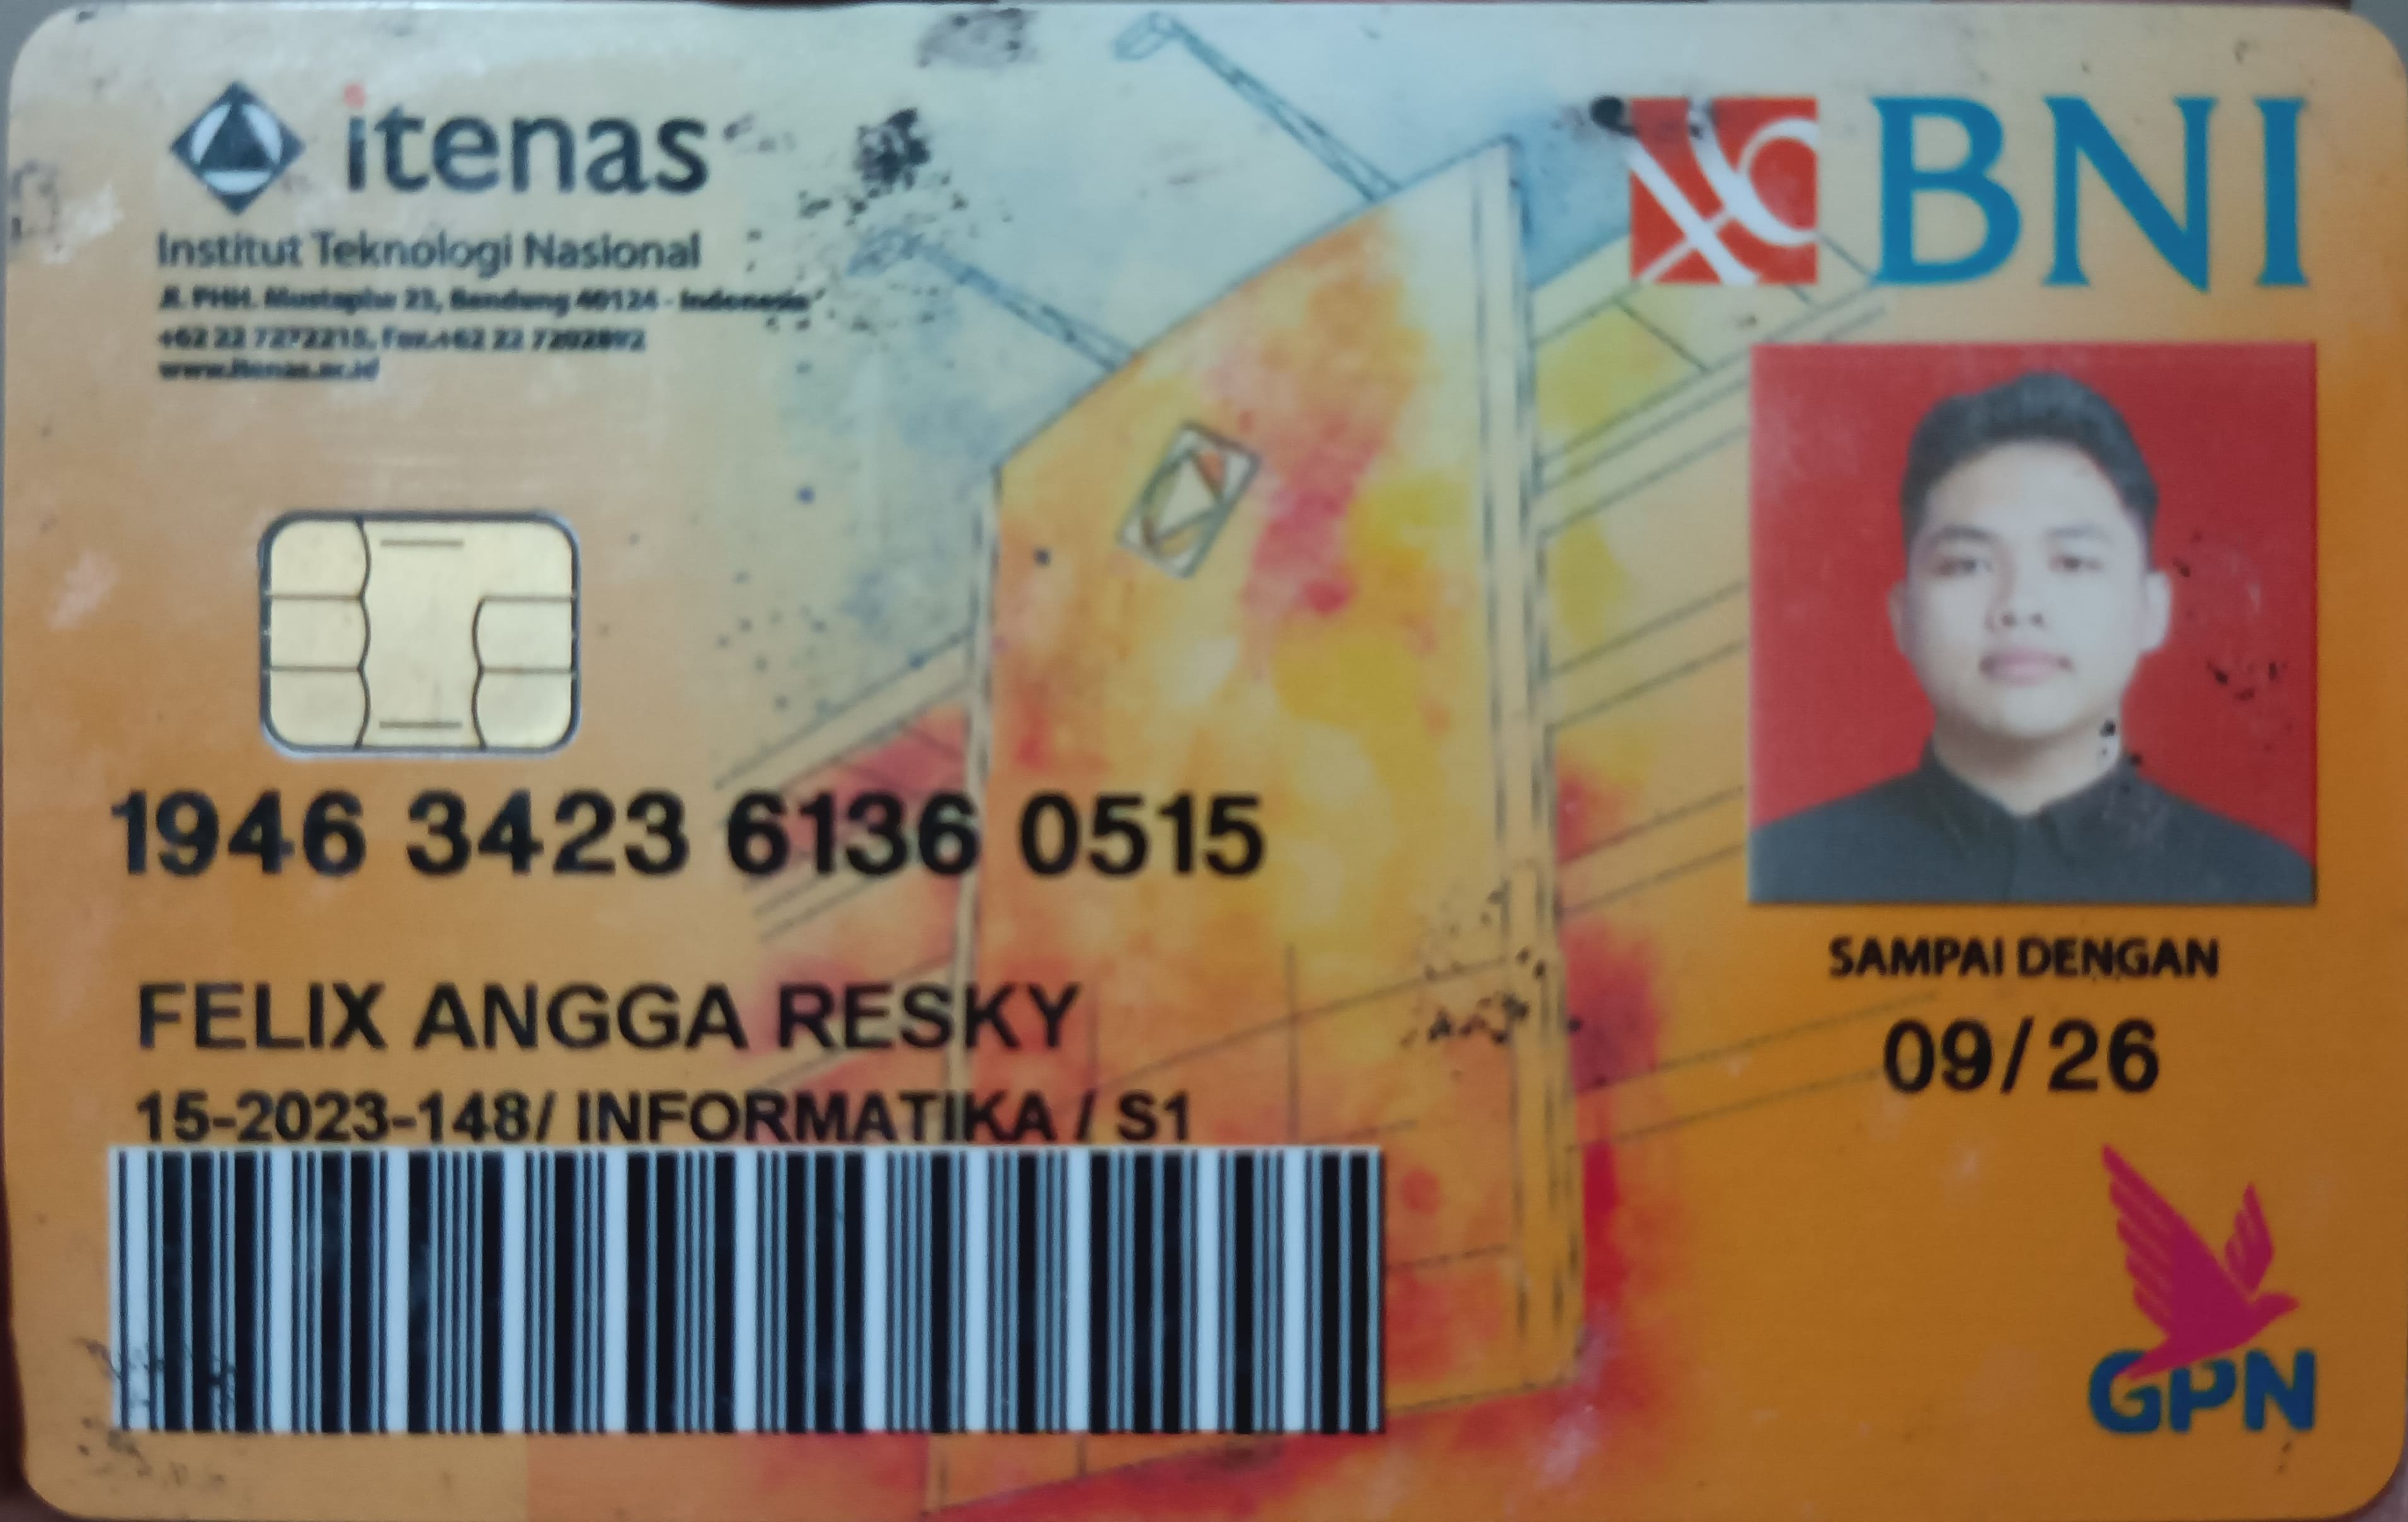 itenas
Institut Teknologi Nasional
Jl. PHH. Mustapha 23, Bandung 40124 - Indonesia
+62 22 7272215, Fax.+62 22 7202892
www.itenas.ac.id
BNI
1946 3423 6136 0515
FELIX ANGGA RESKY
15-2023-148/ INFORMATIKA / S1
SAMPAI DENGAN
09/26
GPN